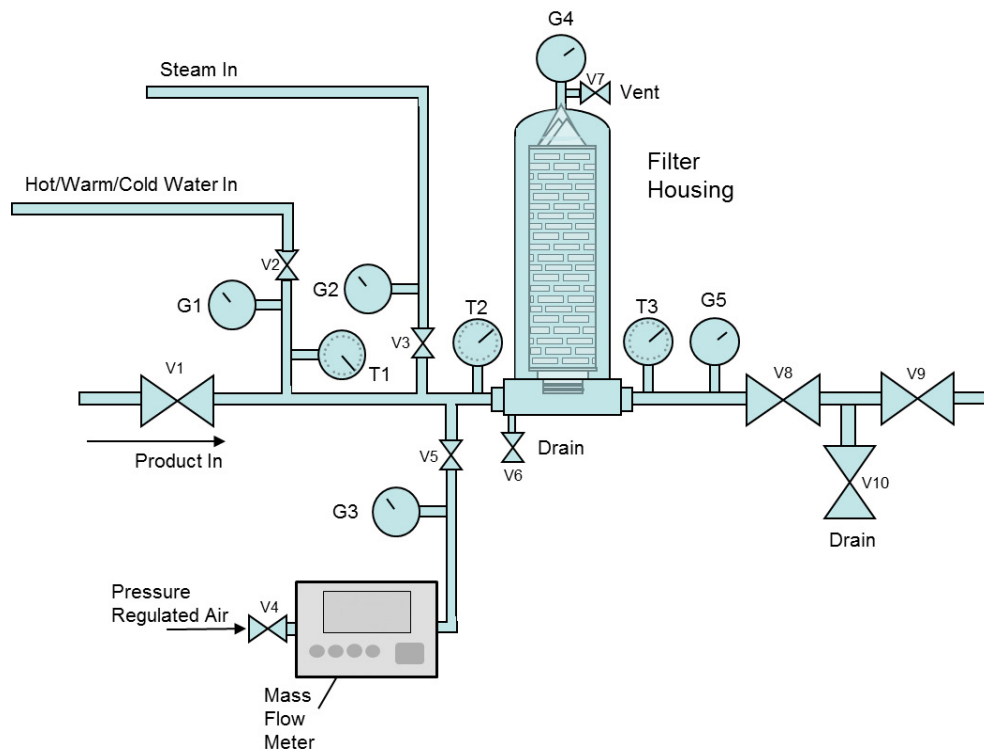 G4
Steam In
V7
Vent
Filter
Housing
Hot/Warm/Cold Water In
V2
G2
G1
T2
T3
G5
V3
V1
T1
V8
V9
Product In
V5
Drain
V6
V10
G3
Drain
Pressure
Regulated Air
V4
Mass
Flow
Meter